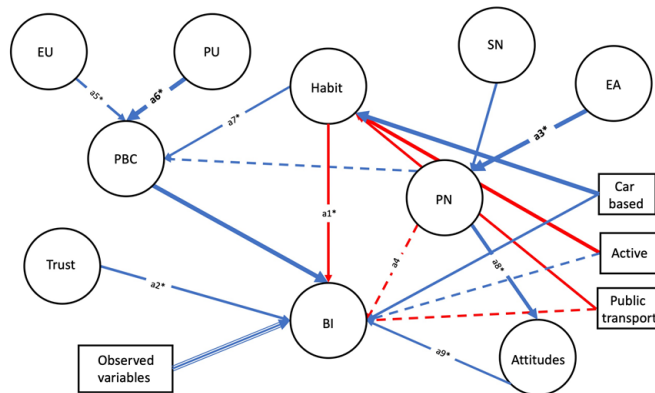 EU
PU
SN
EA
Habit
a5*
a6*
a7*
a3*
PBC
PN
Car
based
a1*
Active
Trust
a4
a8*
a2*
Public
transport
BI
Observed
variables
a9*
Attitudes